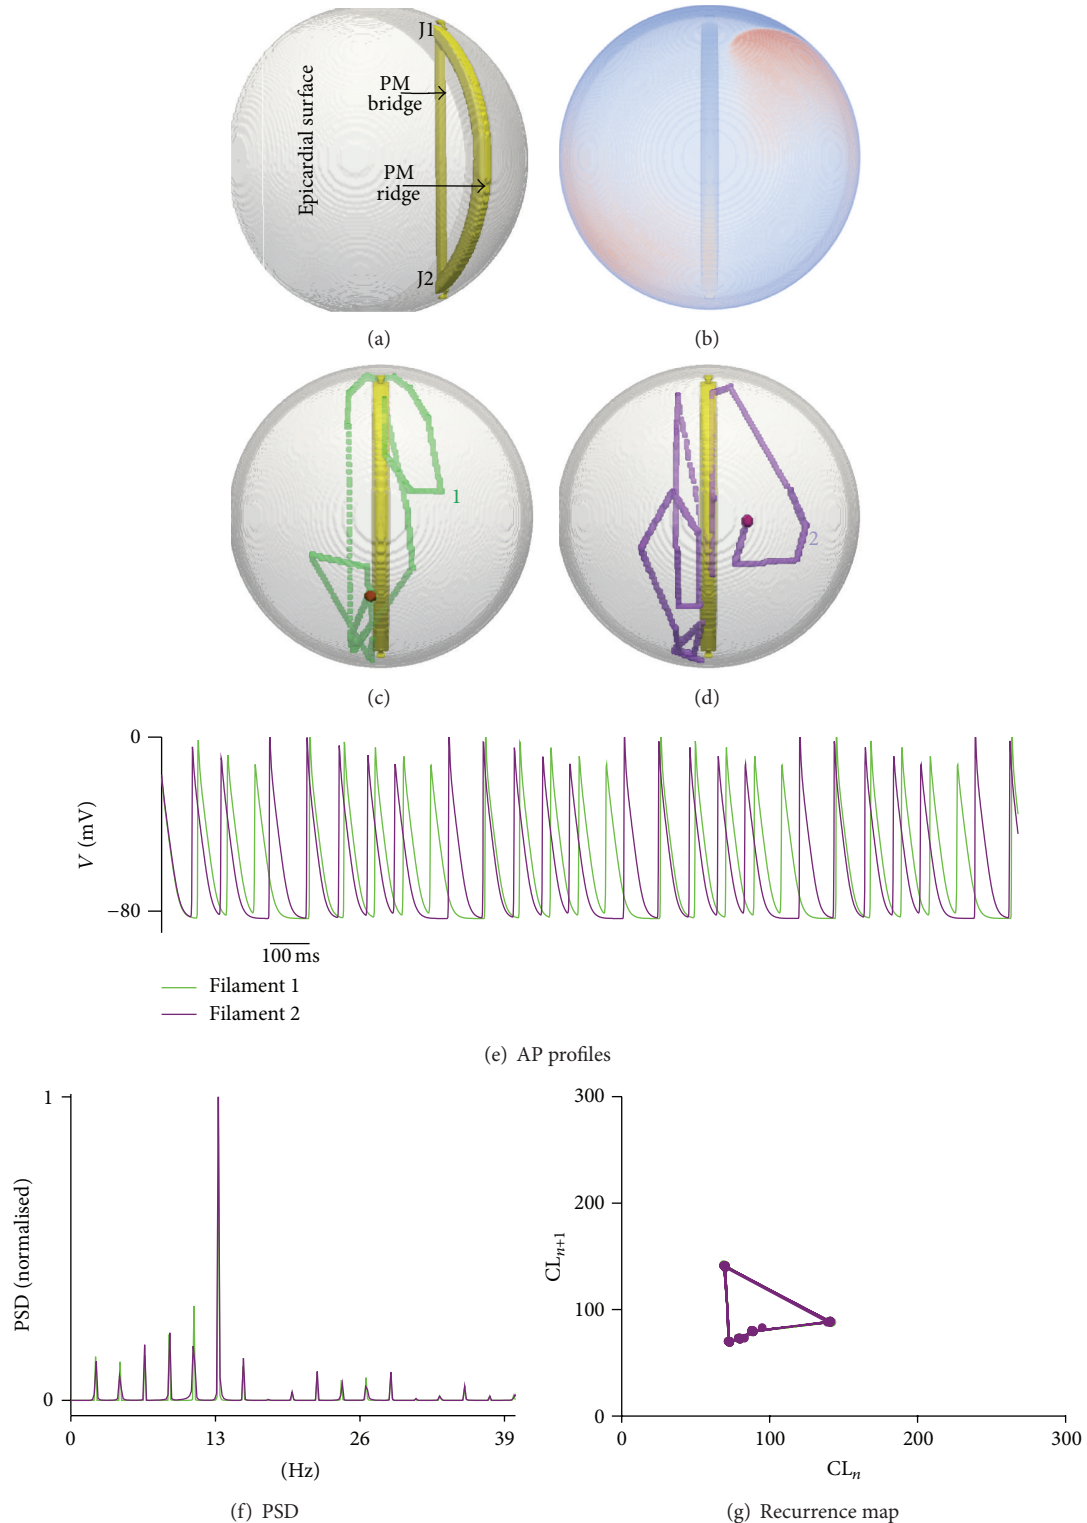 J1
PM
bridge
Epicardial surface
PM
ridge
J2
(a)
(b)
1
2
(c)
(d)
0
V (mV)
−80
100 ms
Filament 1
Filament 2
(e) AP profiles
1
PSD (normalised)
0
0 13 26 39
(Hz)
(f) PSD
300
200
CLn+1
100
0
0 100 200 300
CLn
(g) Recurrence map